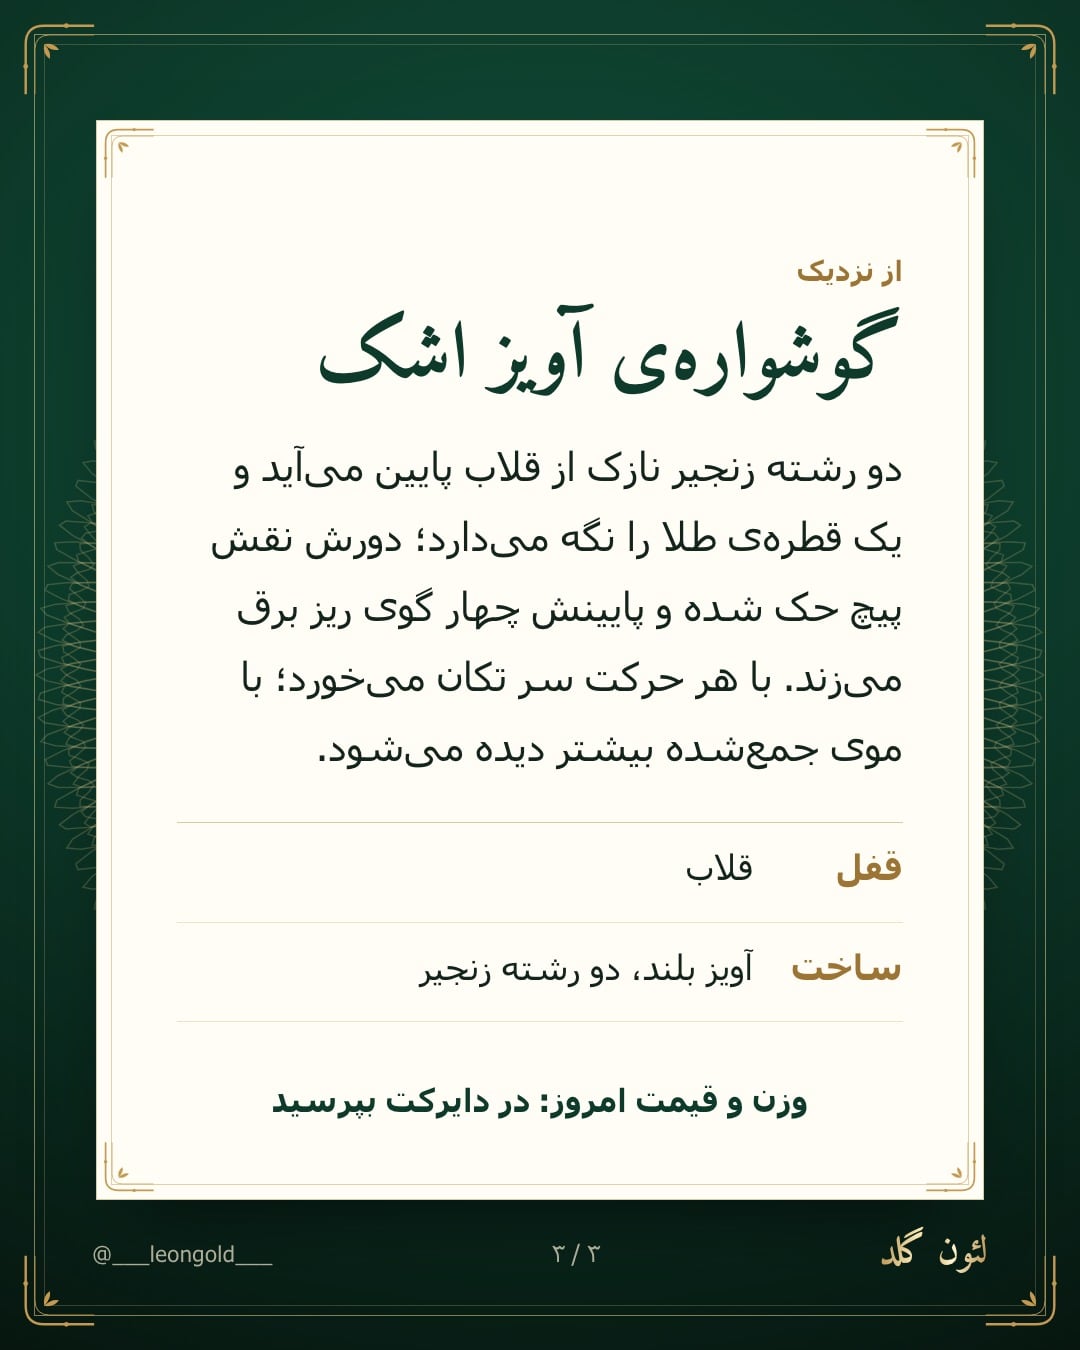 از نزدیک
گوشواره‌ی آویز اشک
دو رشته زنجیر نازک از قلاب پایین می‌آید و
یک قطره‌ی طلا را نگه می‌دارد؛ دورش نقش
پیچ حک شده و پایینش چهار گوی ریز برق
می‌زند. با هر حرکت سر تکان می‌خورد؛ با
موی جمع‌شده بیشتر دیده می‌شود.
قفل قلاب
ساخت آویز بلند، دو رشته زنجیر
وزن و قیمت امروز: در دایرکت بپرسید
لئون گلد
۳ / ۳
@___leongold___